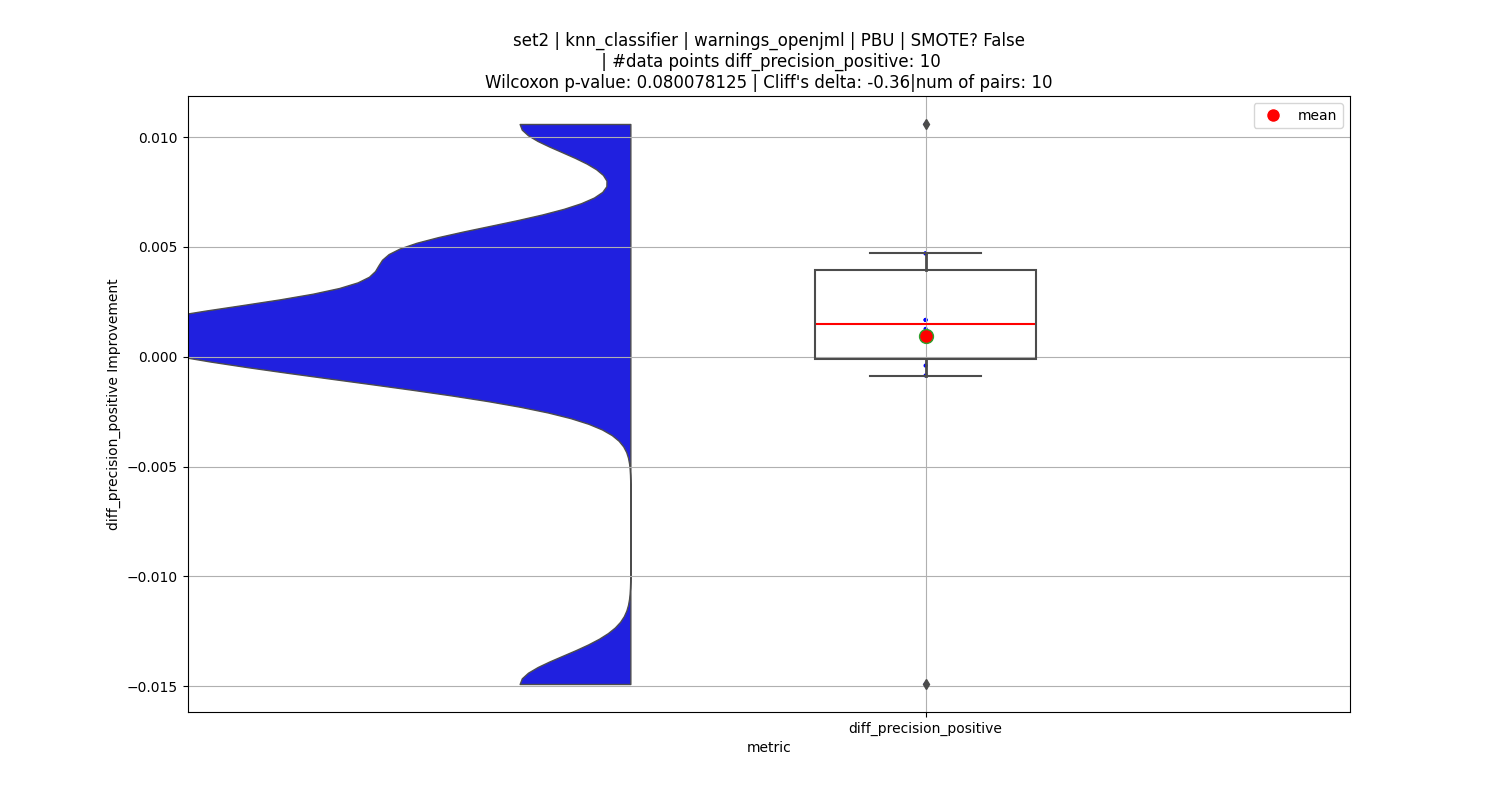 set2 | knn_classifier | warnings_openjml | PBU | SMOTE? False
| #data points diff_precision_positive: 10
Wilcoxon p-value: 0.080078125 | Cliff's delta: -0.36|num of pairs: 10
mean
0.010
0.005
0.000
−0.005
−0.010
−0.015
diff_precision_positive Improvement
diff_precision_positive
metric